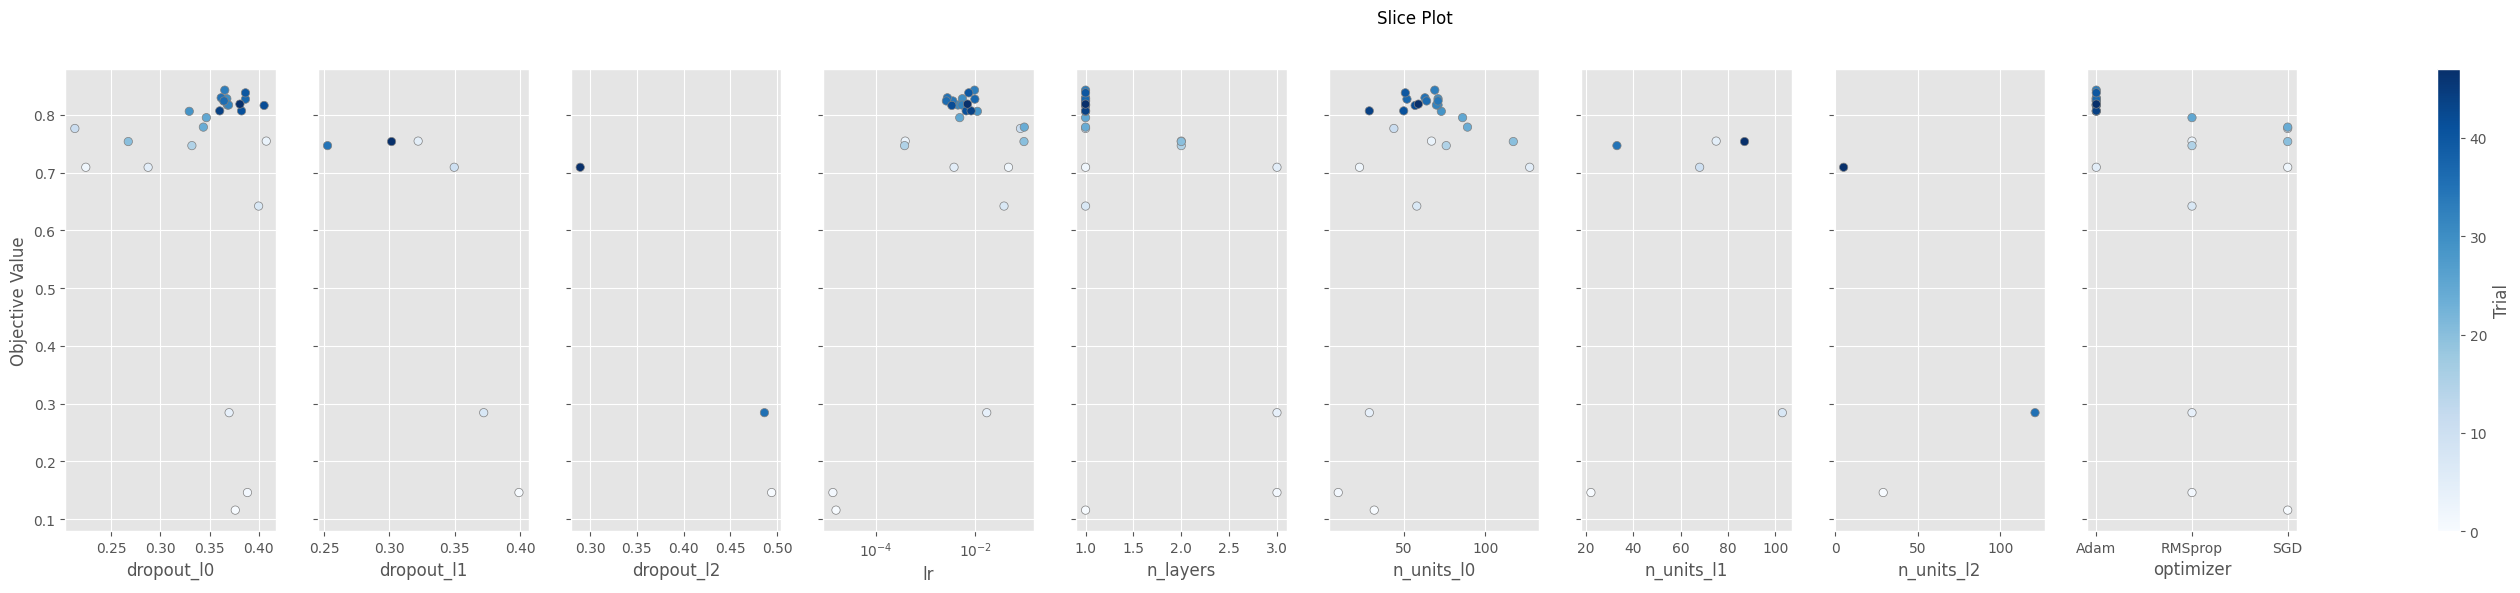 Slice Plot
Objective Value
0.8
0.7
0.6
0.5
0.4
0.3
0.2
0.1
0.25 0.30 0.35 0.40
dropout_l0
0.25 0.30 0.35 0.40
dropout_l1
0.30 0.35 0.40 0.45 0.50
dropout_l2
10⁻⁴ 10⁻²
lr
1.0 1.5 2.0 2.5 3.0
n_layers
50 100
n_units_l0
20 40 60 80 100
n_units_l1
0 50 100
n_units_l2
Adam RMSprop SGD
optimizer
40
30
20
10
0
Trial